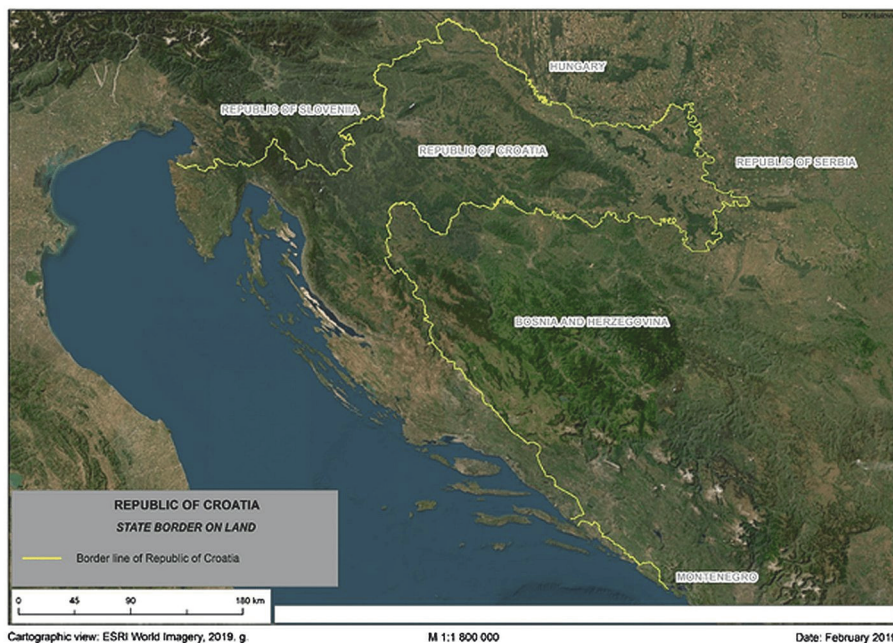 HUNGARY
REPUBLIC OF SLOVENIIA
REPUBLIC OF CROATIA
REPUBLIC OF SERBIA
BOSNIA AND HERZEGOVINA
MONTENEGRO
REPUBLIC OF CROATIA
STATE BORDER ON LAND
Border line of Republic of Croatia
0 45 90 180 km
Cartographic view: ESRI World Imagery, 2019. g. M 1:1 800 000 Date: February 201